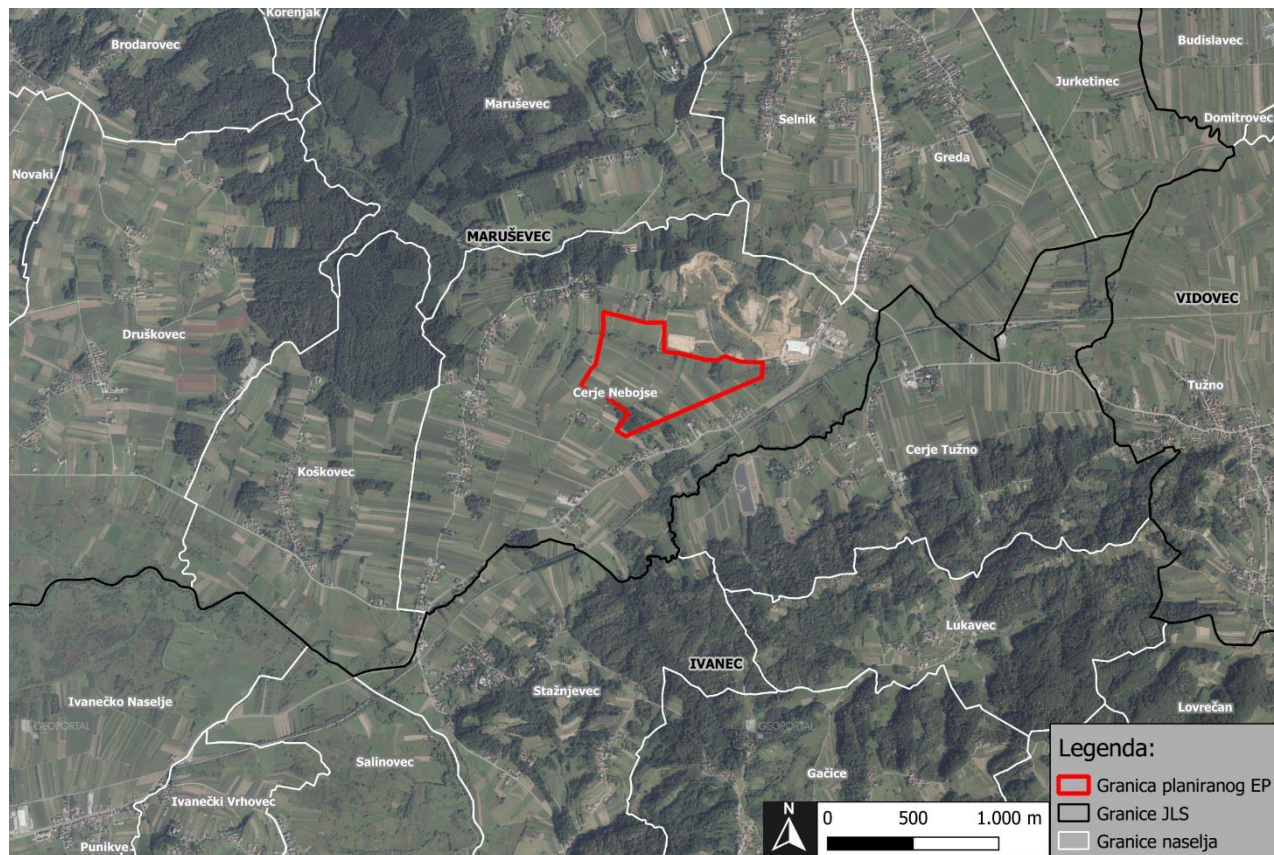 Korenjak
Brodarovec
Budislavec
Jurketinec
Maruševec
Selnik
Domitrovec
Greda
Novaki
MARUŠEVEC
VIDOVEC
Druškovec
Tužno
Cerje Nebojse
Cerje Tužno
Koškovec
Lukavec
IVANEC
Stažnjevec
Ivanečko Naselje
Lovrečan
GEOPORTAL
GEOPORTAL
Salinovec
Gačice
Ivanečki Vrhovec
Punikve
Legenda:
Granica planiranog EP
Granice JLS
Granice naselja
N
0 500 1.000 m